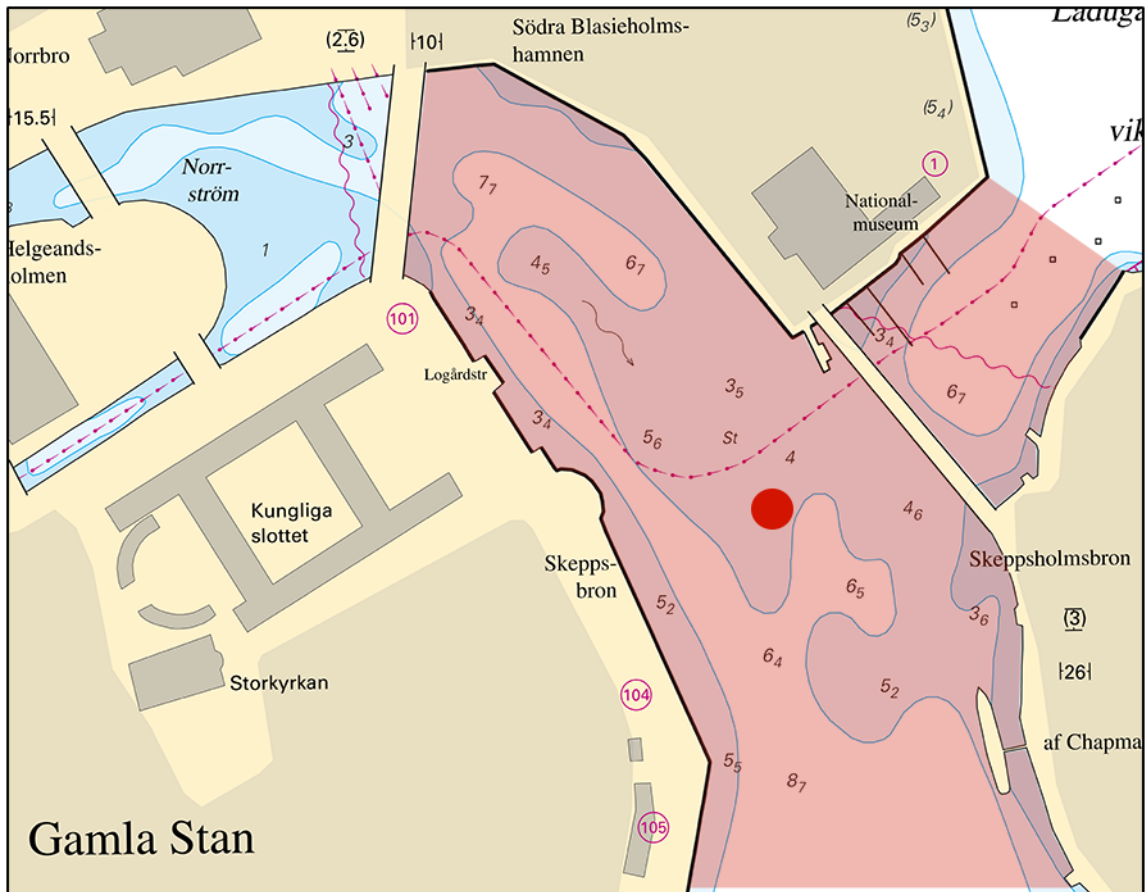 Södra Blasieholms-
hamnen
(5₃)
Norrbro
(2.6)
10
15.5
(5₄)
3
vik
Norr-
ström
1
7₇
National-
museum
1
4₅
6₇
101
3₄
3₄
Logårdstr
3₅
6₇
3₄
5₆
St
4
4₆
Kungliga
slottet
Skepps-
bron
Skeppsholmsbron
6₅
5₂
3₆
(3)
6₄
26
Storkyrkan
104
5₂
af Chapma
5₅
8₇
105
Gamla Stan